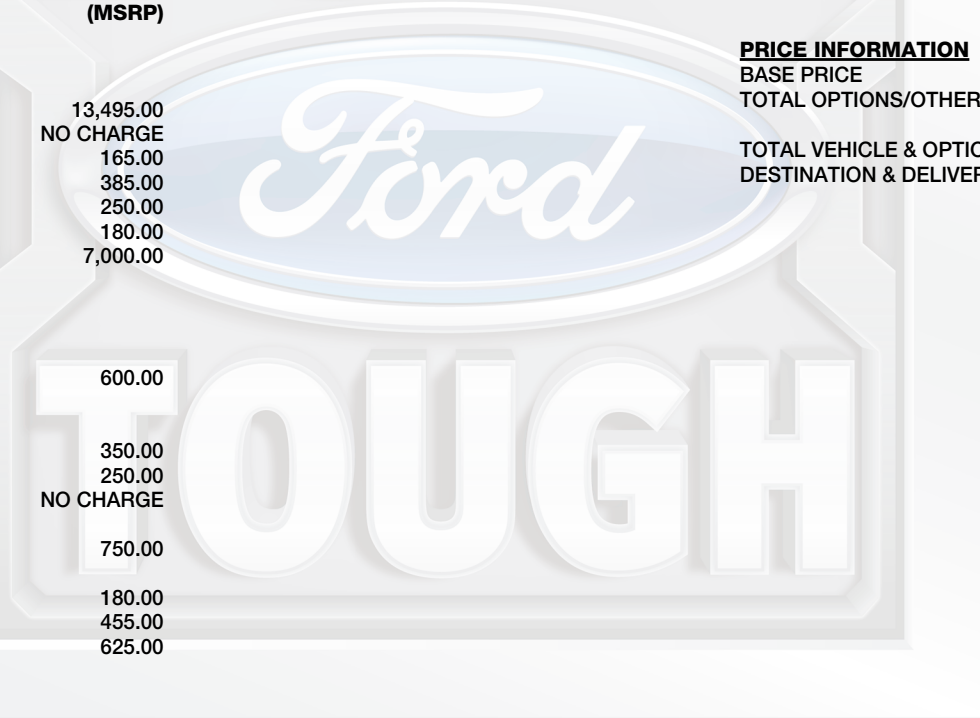 (MSRP)
13,495.00
NO CHARGE
165.00
385.00
250.00
180.00
7,000.00
600.00
350.00
250.00
NO CHARGE
750.00
180.00
455.00
625.00
PRICE INFORMATION
BASE PRICE
TOTAL OPTIONS/OTHER
TOTAL VEHICLE & OPTIO
DESTINATION & DELIVER
Ford
TOUGH